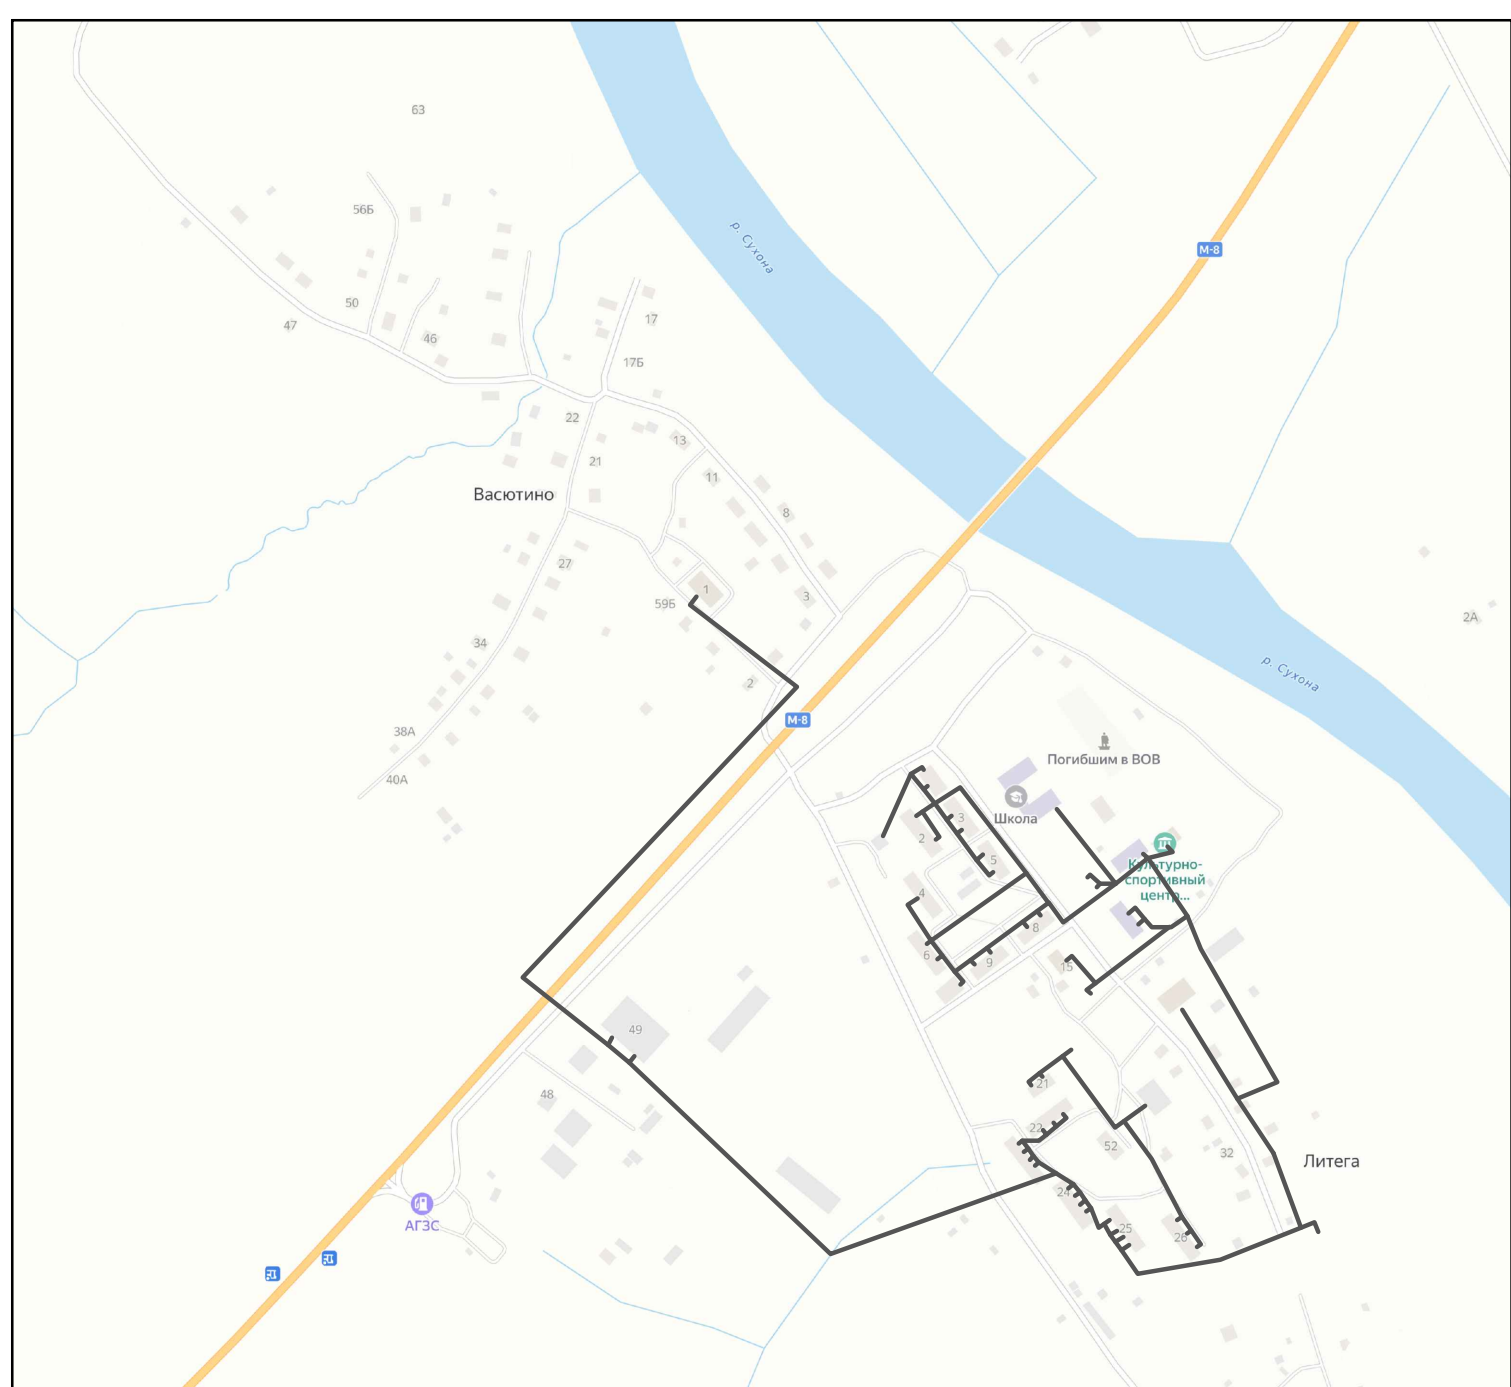 63
56Б
р. Сухона
М-8
50
47
17
46
17Б
22
13
21
11
Васютино
8
27
1
3
59Б
2А
34
р. Сухона
2
М-8
38А
Погибшим в ВОВ
40А
3
Школа
2
5
Культурно-
спортивный
центр...
4
8
6
9
15
49
21
48
22
52
32
Литега
24
АГЗС
25
26